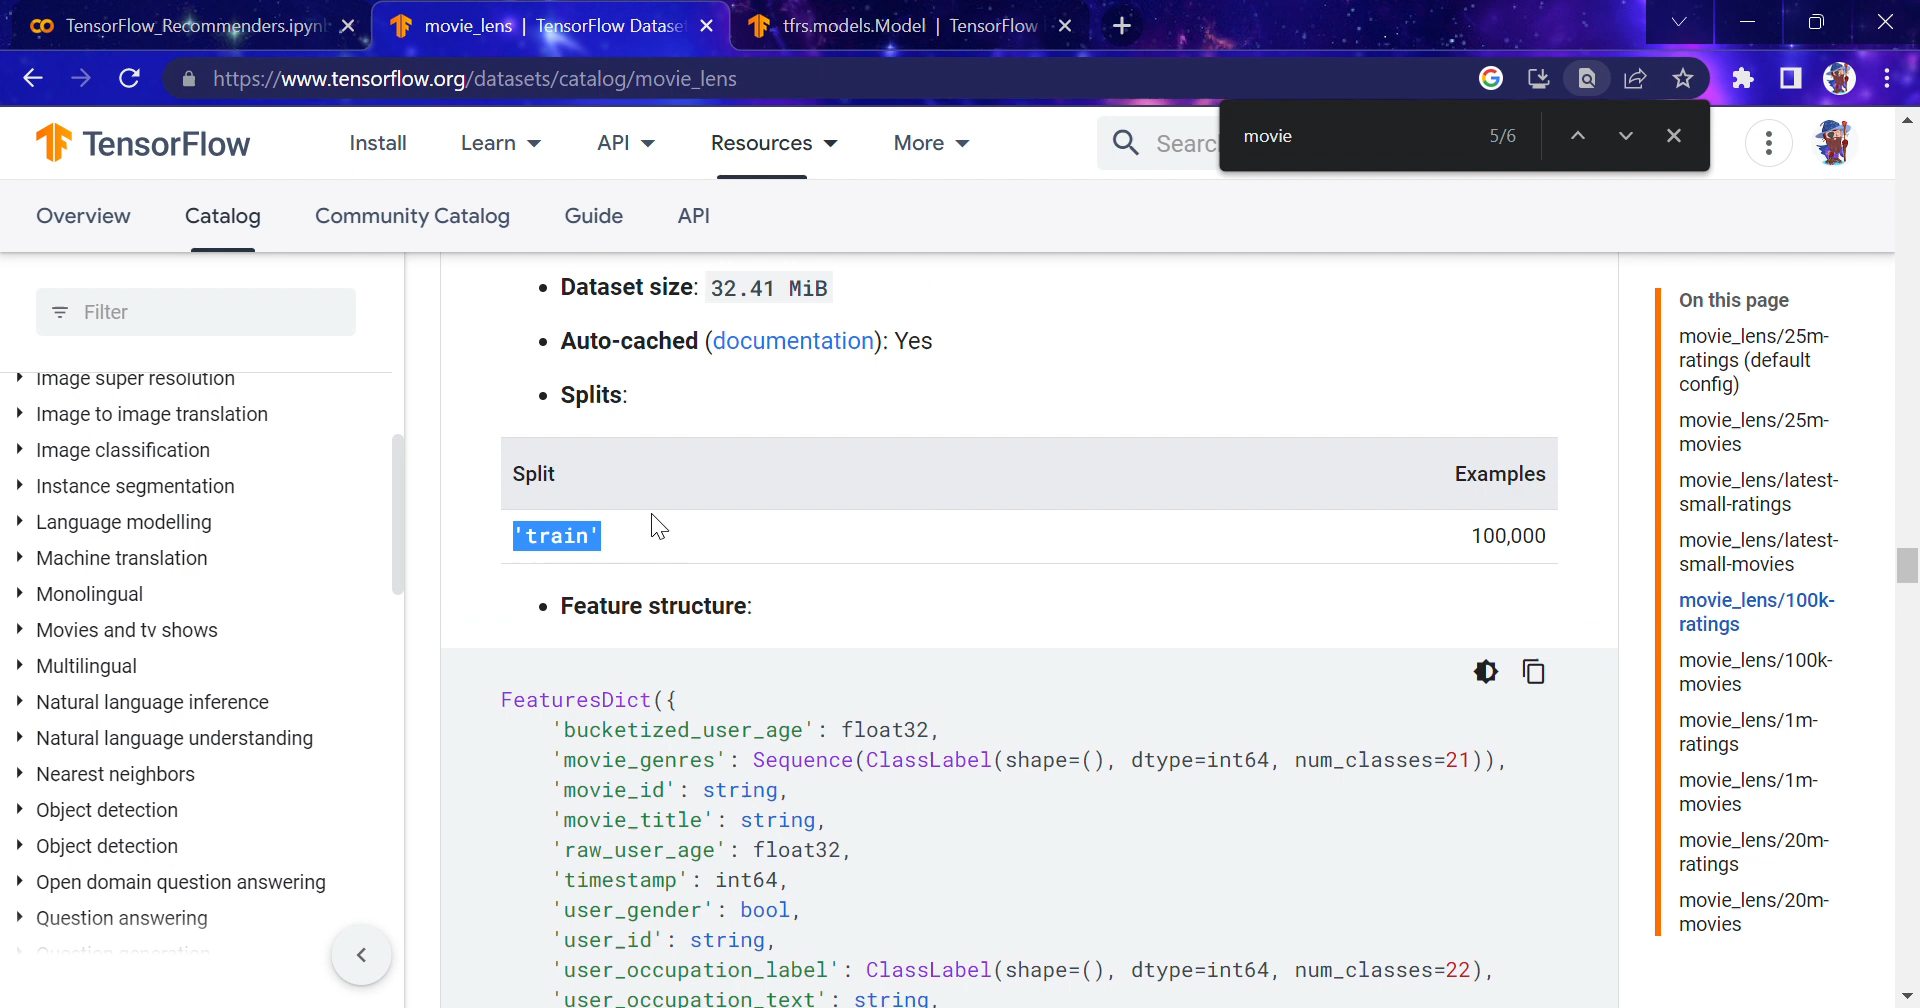 TensorFlow_Recommenders.ipynb
movie_lens | TensorFlow Datase
tfrs.models.Model | TensorFlow
https://www.tensorflow.org/datasets/catalog/movie_lens
TensorFlow
Install
Learn
API
Resources
More
Searc
movie
5/6
Overview
Catalog
Community Catalog
Guide
API
Filter
Image super resolution
Image to image translation
Image classification
Instance segmentation
Language modelling
Machine translation
Monolingual
Movies and tv shows
Multilingual
Natural language inference
Natural language understanding
Nearest neighbors
Object detection
Object detection
Open domain question answering
Question answering
Question generation
• Dataset size: 32.41 MiB
• Auto-cached (documentation): Yes
• Splits:
Split Examples
'train' 100,000
• Feature structure:
FeaturesDict({
'bucketized_user_age': float32,
'movie_genres': Sequence(ClassLabel(shape=(), dtype=int64, num_classes=21)),
'movie_id': string,
'movie_title': string,
'raw_user_age': float32,
'timestamp': int64,
'user_gender': bool,
'user_id': string,
'user_occupation_label': ClassLabel(shape=(), dtype=int64, num_classes=22),
'user_occupation_text': string,
On this page
movie_lens/25m-
ratings (default
config)
movie_lens/25m-
movies
movie_lens/latest-
small-ratings
movie_lens/latest-
small-movies
movie_lens/100k-
ratings
movie_lens/100k-
movies
movie_lens/1m-
ratings
movie_lens/1m-
movies
movie_lens/20m-
ratings
movie_lens/20m-
movies